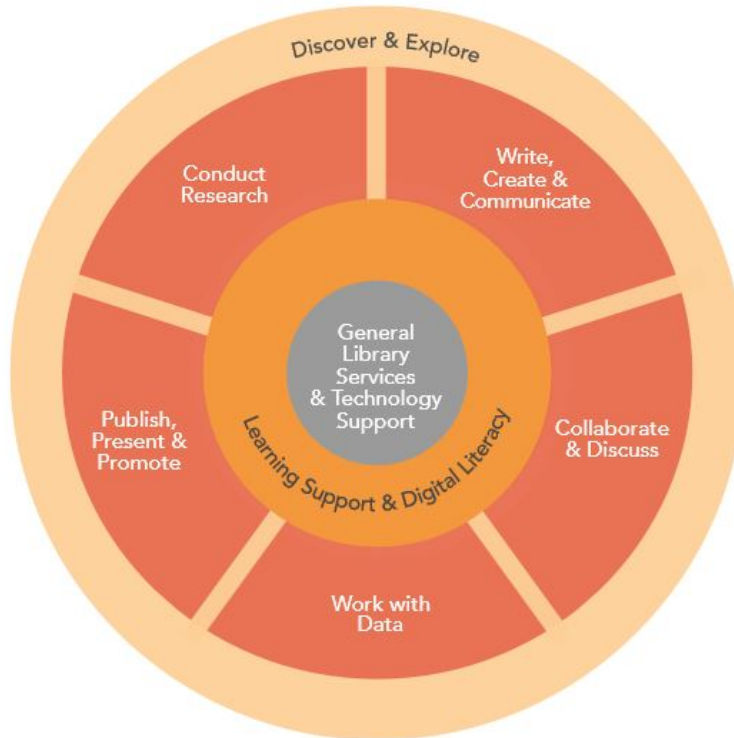 Discover & Explore
Conduct
Research
Write,
Create &
Communicate
General
Library
Services
& Technology
Support
Learning Support & Digital Literacy
Publish,
Present &
Promote
Collaborate
& Discuss
Work with
Data